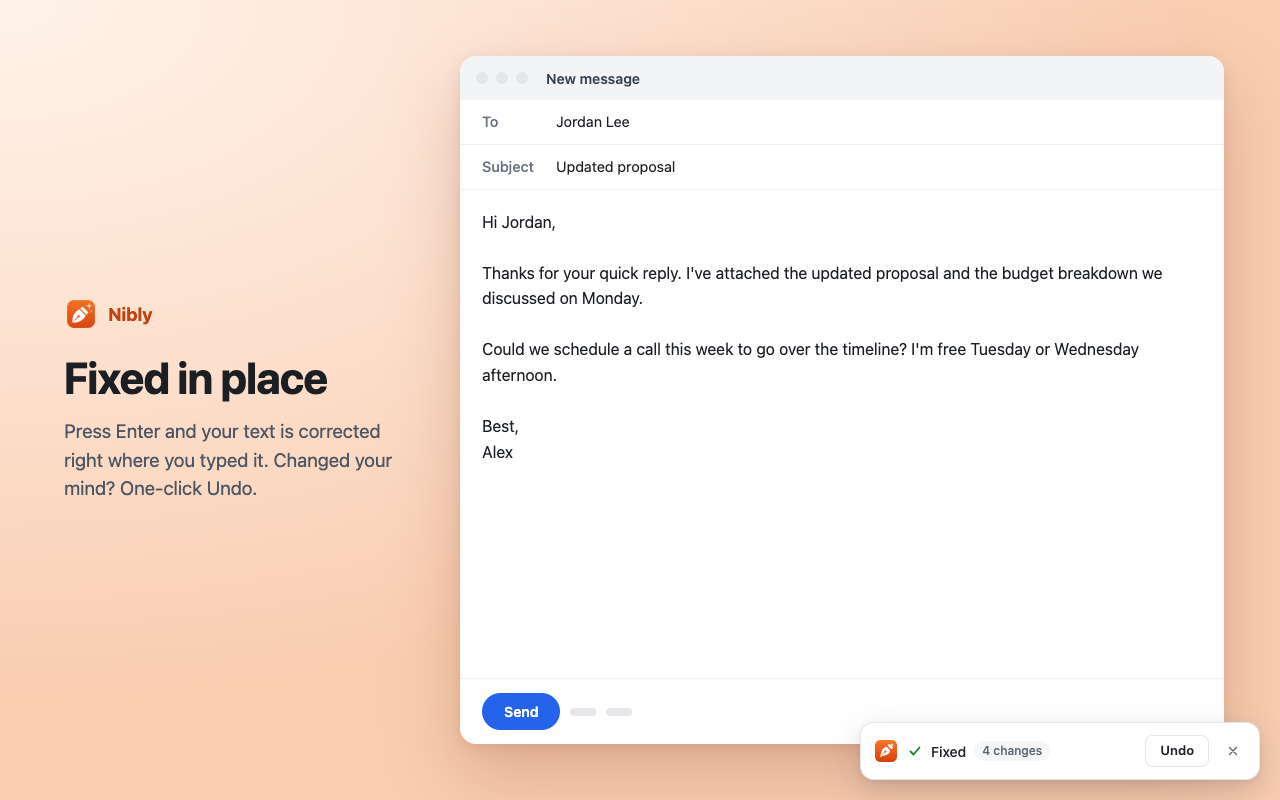 Nibly
Fixed in place
Press Enter and your text is corrected
right where you typed it. Changed your
mind? One-click Undo.
New message
To Jordan Lee
Subject Updated proposal
Hi Jordan,
Thanks for your quick reply. I've attached the updated proposal and the budget breakdown we
discussed on Monday.
Could we schedule a call this week to go over the timeline? I'm free Tuesday or Wednesday
afternoon.
Best,
Alex
Send
Fixed 4 changes Undo